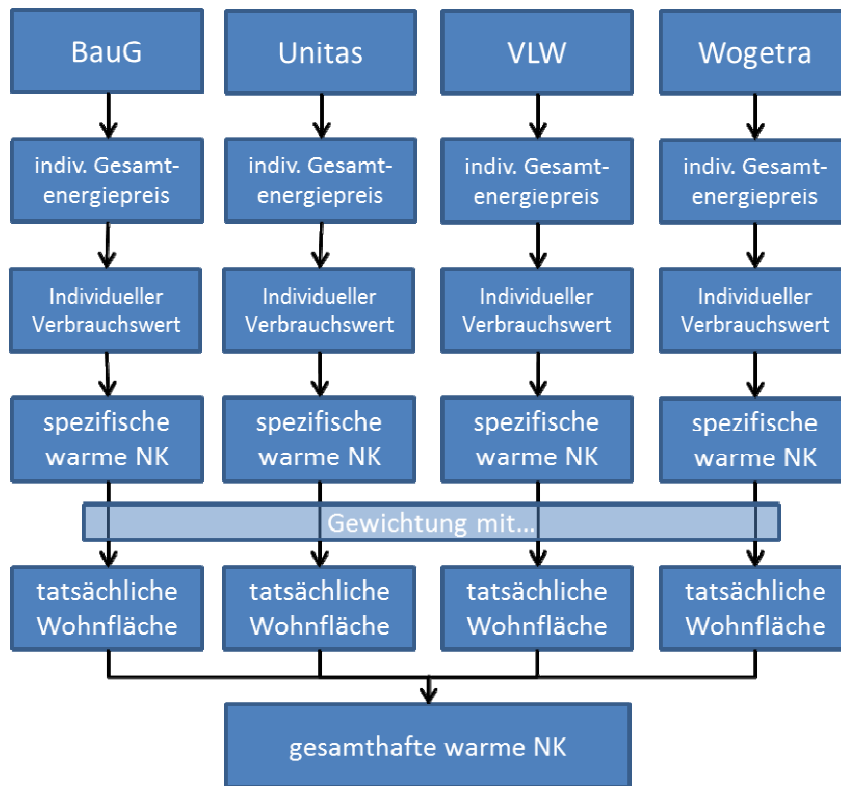 BauG
Unitas
VLW
Wogetra
indiv. Gesamt-
energiepreis
indiv. Gesamt-
energiepreis
indiv. Gesamt-
energiepreis
indiv. Gesamt-
energiepreis
Individueller
Verbrauchswert
Individueller
Verbrauchswert
Individueller
Verbrauchswert
Individueller
Verbrauchswert
spezifische
warme NK
spezifische
warme NK
spezifische
warme NK
spezifische
warme NK
Gewichtung mit...
tatsächliche
Wohnfläche
tatsächliche
Wohnfläche
tatsächliche
Wohnfläche
tatsächliche
Wohnfläche
gesamthafte warme NK